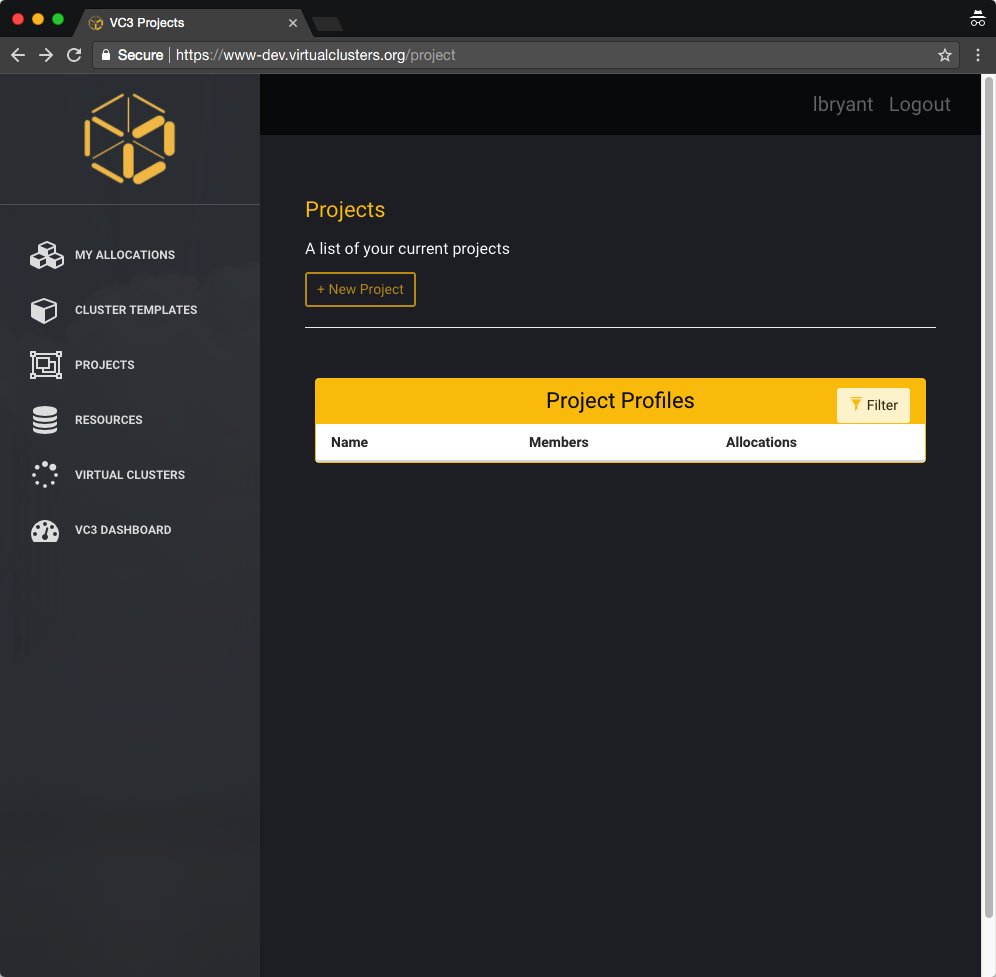 VC3 Projects
Secure https://www-dev.virtualclusters.org/project
lbryant Logout
MY ALLOCATIONS
CLUSTER TEMPLATES
PROJECTS
RESOURCES
VIRTUAL CLUSTERS
VC3 DASHBOARD
Projects
A list of your current projects
+ New Project
Project Profiles
Filter
Name Members Allocations